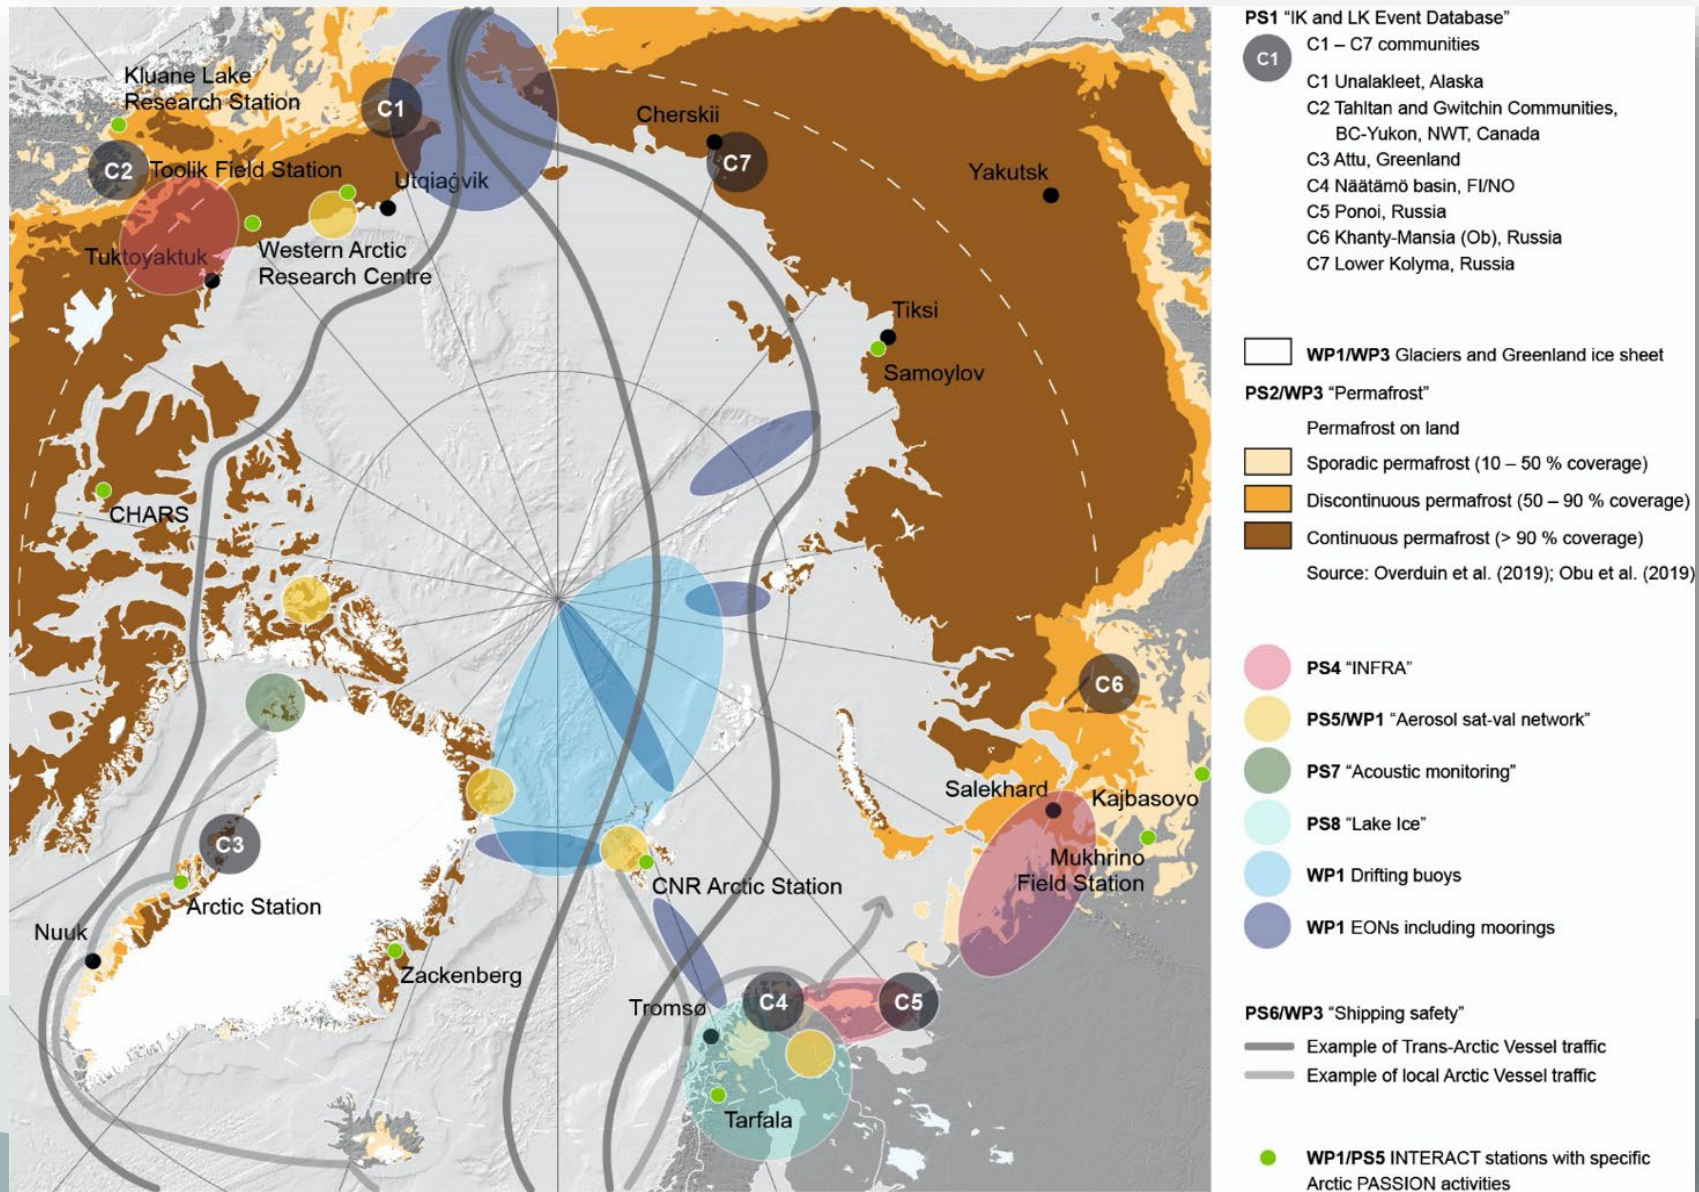 Kluane Lake
Research Station
C1
C2
Toolik Field Station
Utqiaġvik
Tuktoyaktuk
Western Arctic
Research Centre
Cherskii
C7
Yakutsk
Tiksi
Samoylov
CHARS
C6
Salekhard
Kajbasovo
Mukhrino
Field Station
C3
Arctic Station
CNR Arctic Station
Nuuk
Zackenberg
Tromsø
C4
C5
Tarfala
PS1 “IK and LK Event Database”
C1
C1 – C7 communities
C1 Unalakleet, Alaska
C2 Tahltan and Gwitchin Communities,
BC-Yukon, NWT, Canada
C3 Attu, Greenland
C4 Näätämö basin, FI/NO
C5 Ponoi, Russia
C6 Khanty-Mansia (Ob), Russia
C7 Lower Kolyma, Russia
WP1/WP3 Glaciers and Greenland ice sheet
PS2/WP3 “Permafrost”
Permafrost on land
Sporadic permafrost (10 – 50 % coverage)
Discontinuous permafrost (50 – 90 % coverage)
Continuous permafrost (> 90 % coverage)
Source: Overduin et al. (2019); Obu et al. (2019)
PS4 “INFRA”
PS5/WP1 “Aerosol sat-val network”
PS7 “Acoustic monitoring”
PS8 “Lake Ice”
WP1 Drifting buoys
WP1 EONs including moorings
PS6/WP3 “Shipping safety”
Example of Trans-Arctic Vessel traffic
Example of local Arctic Vessel traffic
WP1/PS5 INTERACT stations with specific
Arctic PASSION activities